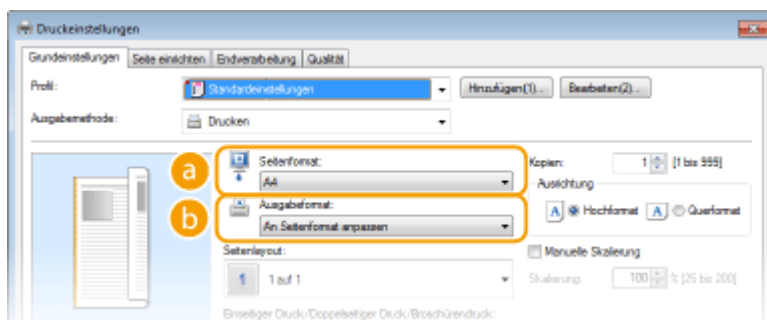 Druckeinstellungen
Grundeinstellungen Seite einrichten Endverarbeitung Qualität
Profil: Standardeinstellungen Hinzufügen(1)... Bearbeiten(2)...
Ausgabemethode: Drucken
a Seitenformat: Kopien: 1 [1 bis 999]
A4 Ausrichtung
b Ausgabeformat: A Hochformat A Querformat
An Seitenformat anpassen
Seitenlayout: Manuelle Skalierung
1 1 auf 1 Skalierung: 100 % [25 bis 200]
Einseitiger Druck/Doppelseitiger Druck/Broschürendruck: